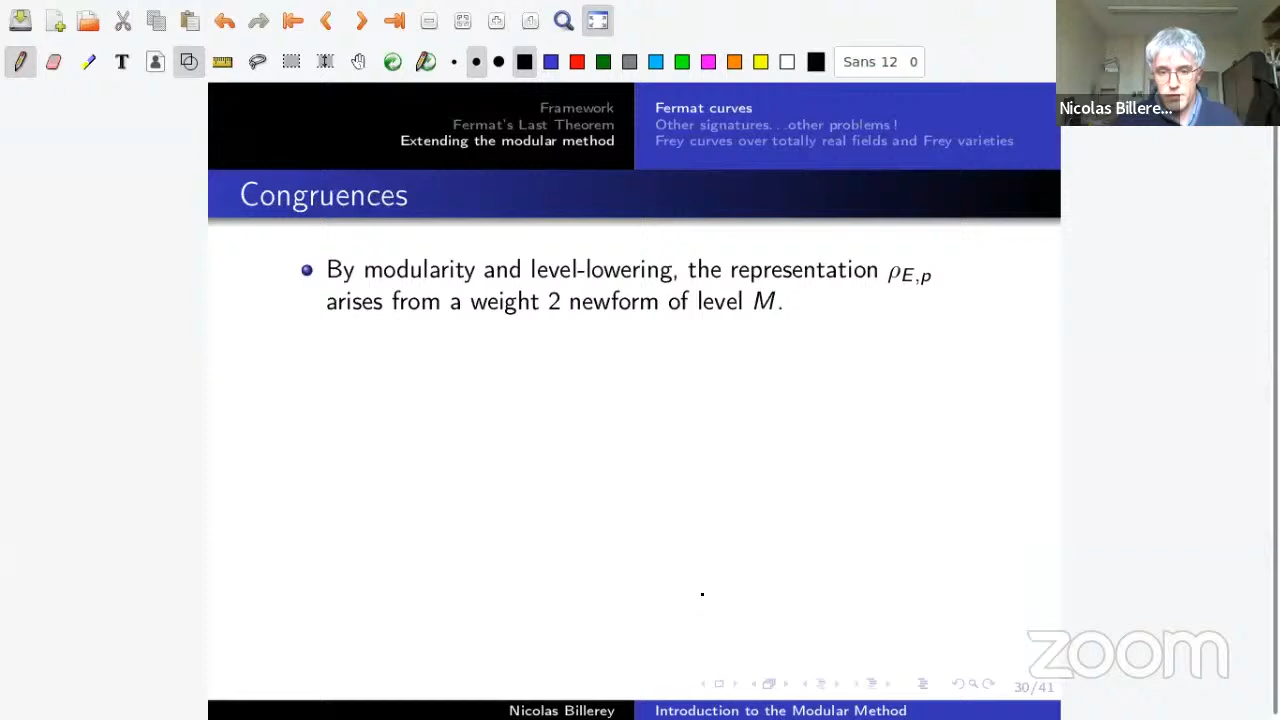 Sans 12 0
Nicolas Billere...
Framework
Fermat's Last Theorem
Extending the modular method
Fermat curves
Other signatures...other problems !
Frey curves over totally real fields and Frey varieties
Congruences
By modularity and level-lowering, the representation ρE,p
arises from a weight 2 newform of level M.
zoom
30/41
Nicolas Billerey
Introduction to the Modular Method